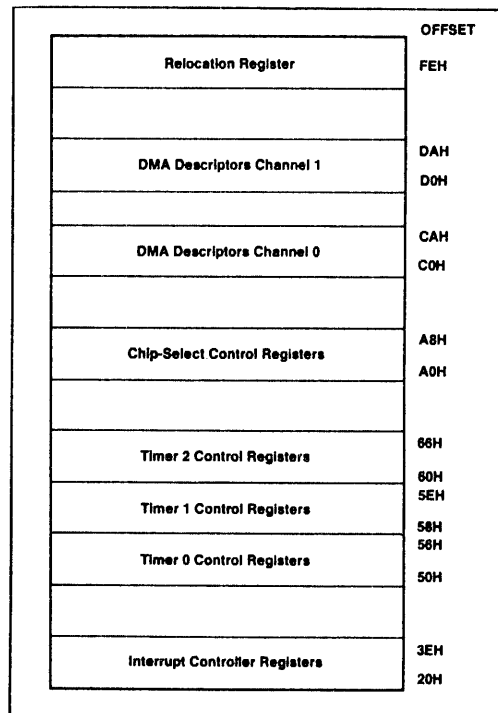 OFFSET
Relocation Register FEH
DAH
DMA Descriptors Channel 1
D0H
CAH
DMA Descriptors Channel 0
C0H
A8H
Chip-Select Control Registers
A0H
66H
Timer 2 Control Registers
60H
5EH
Timer 1 Control Registers
58H
56H
Timer 0 Control Registers
50H
3EH
Interrupt Controller Registers
20H